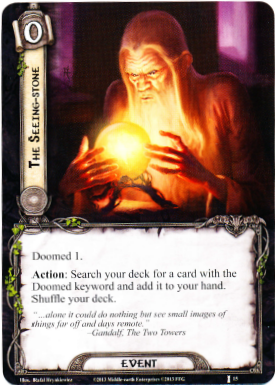 0
THE SEEING-STONE
Doomed 1.
Action: Search your deck for a card with the
Doomed keyword and add it to your hand.
Shuffle your deck.
"...alone it could do nothing but see small images of
things far off and days remote."
–Gandalf, The Two Towers
EVENT
Illus. Rafał Hrynkiewicz
©2013 Middle-earth Enterprises ©2013 FFG